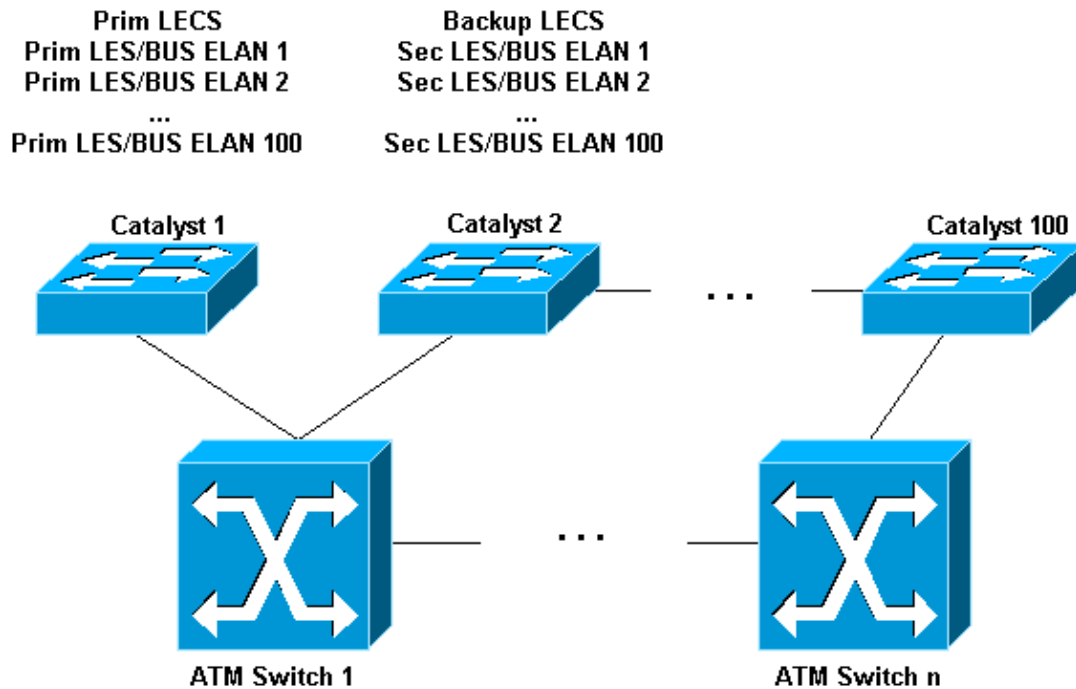 Prim LECS
Prim LES/BUS ELAN 1
Prim LES/BUS ELAN 2
...
Prim LES/BUS ELAN 100
Backup LECS
Sec LES/BUS ELAN 1
Sec LES/BUS ELAN 2
...
Sec LES/BUS ELAN 100
Catalyst 1
Catalyst 2
Catalyst 100
...
...
ATM Switch 1
ATM Switch n